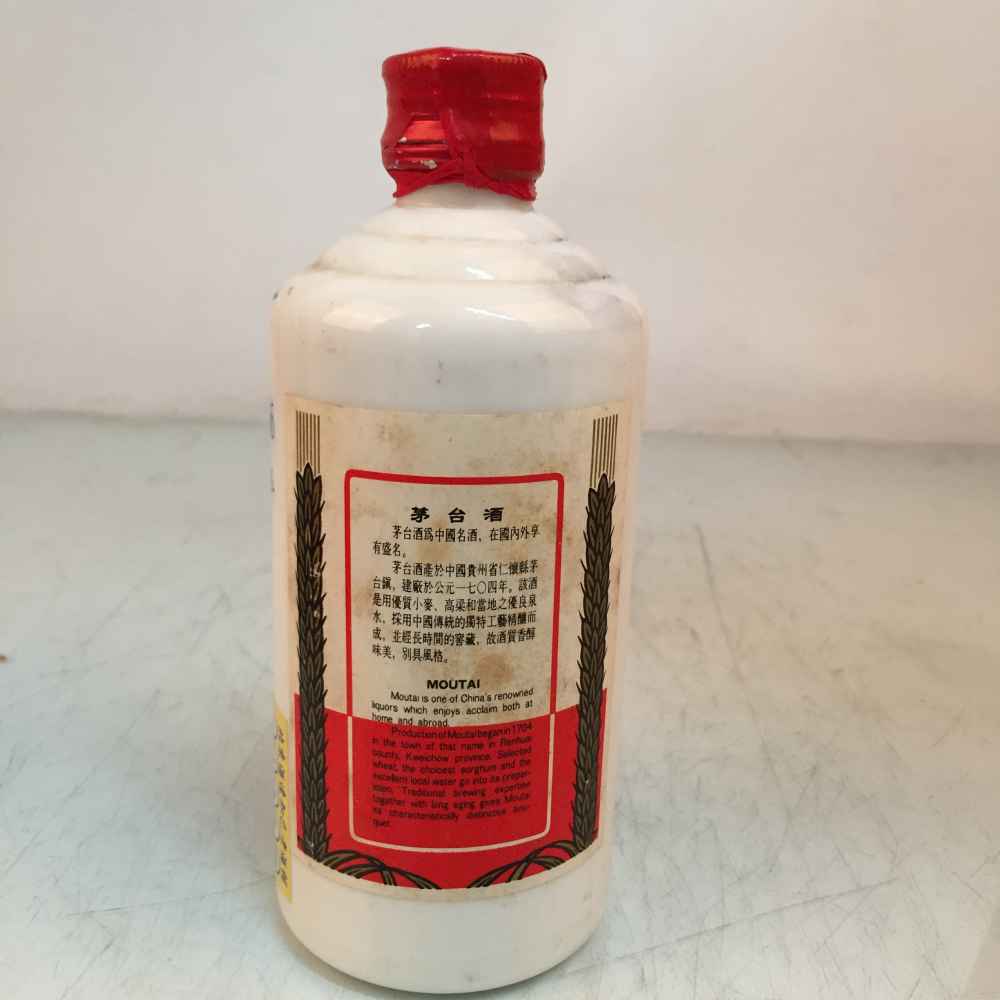 茅台酒
茅台酒爲中國名酒，在國內外享
有盛名。
茅台酒產於中國貴州省仁懷縣茅
台鎮，建廠於公元一七〇四年。該酒
是用優質小麥、高梁和當地之優良泉
水，採用中國傳統的獨特工藝精釀而
成，並經長時間的窖藏，故酒質香醇
味美，別具風格。
MOUTAI
Moutai is one of China's renowned
liquors which enjoys acclaim both at
home and abroad.
Production of Moutai began in 1704
in the town of that name in Renhuai
county, Kweichow province. Selected
wheat, the choicest sorghum and the
excellent local water go into its prepar-
ation. Traditional brewing expertise
together with long aging gives Moutai
its characteristically distinctive bou-
quet.